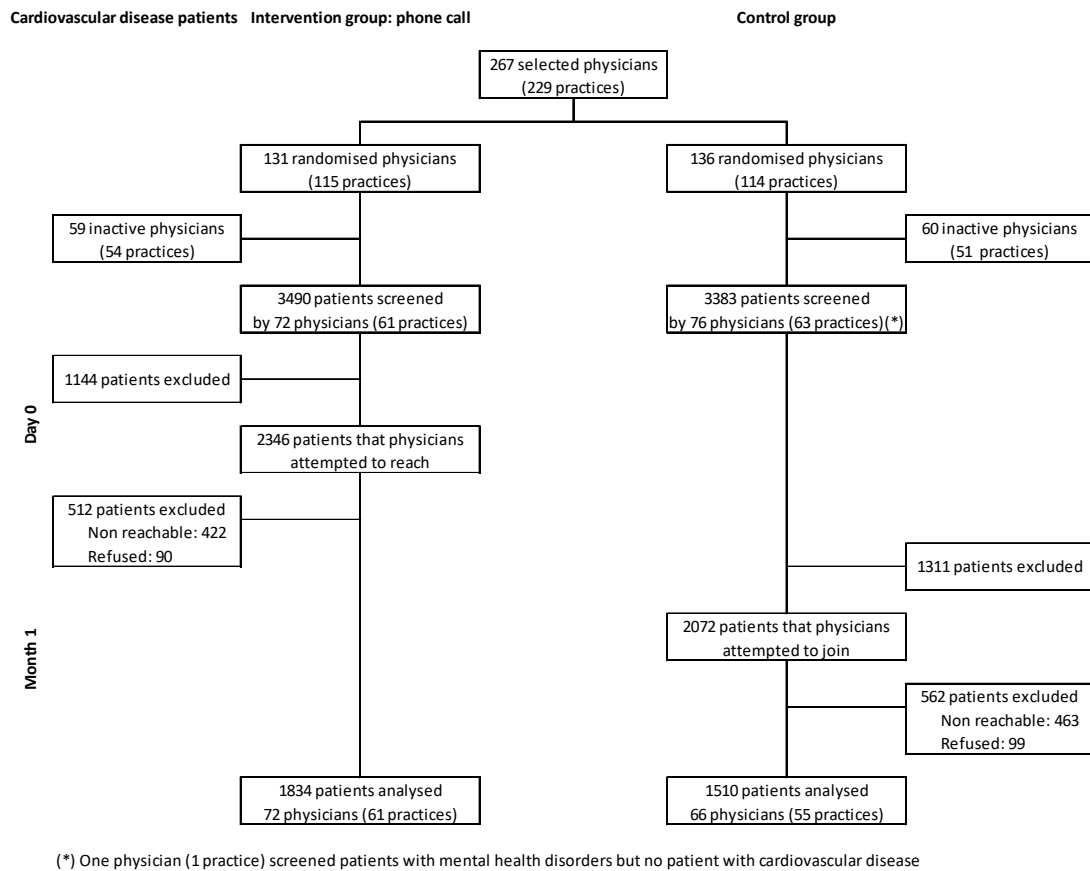 Cardiovascular disease patients
Intervention group: phone call
Control group
267 selected physicians
(229 practices)
131 randomised physicians
(115 practices)
136 randomised physicians
(114 practices)
59 inactive physicians
(54 practices)
60 inactive physicians
(51 practices)
3490 patients screened
by 72 physicians (61 practices)
3383 patients screened
by 76 physicians (63 practices)(*)
Day 0
1144 patients excluded
2346 patients that physicians
attempted to reach
512 patients excluded
Non reachable: 422
Refused: 90
1311 patients excluded
Month 1
2072 patients that physicians
attempted to join
562 patients excluded
Non reachable: 463
Refused: 99
1834 patients analysed
72 physicians (61 practices)
1510 patients analysed
66 physicians (55 practices)
(*) One physician (1 practice) screened patients with mental health disorders but no patient with cardiovascular disease